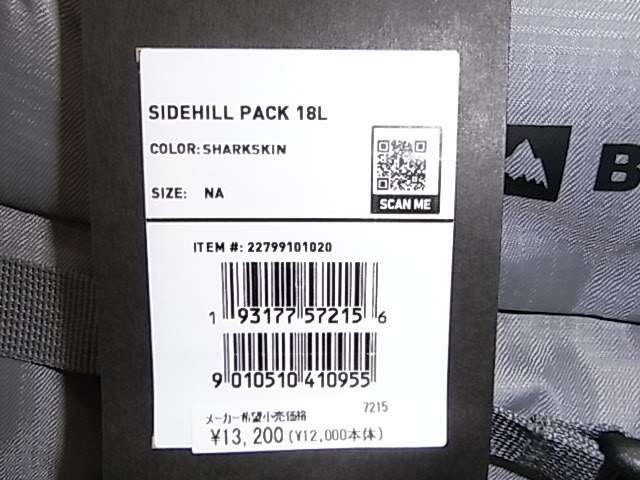 SIDEHILL PACK 18L
COLOR: SHARKSKIN
SIZE: NA
SCAN ME
B
ITEM #: 22799101020
1 93177 57215 6
9 010510 410955
メーカー希望小売価格 7215
¥13,200(¥12,000本体)